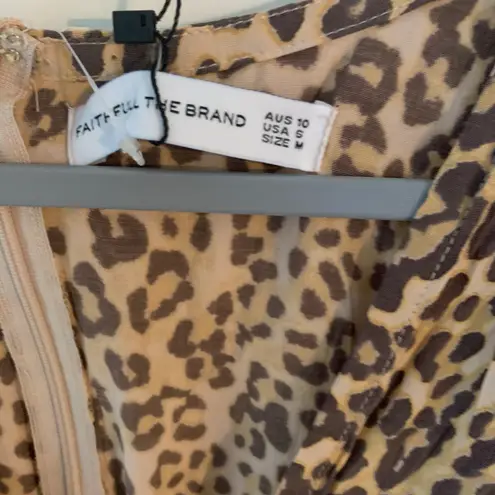 FAITHFULL THE BRAND
AUS 10
USA 6
SIZE M